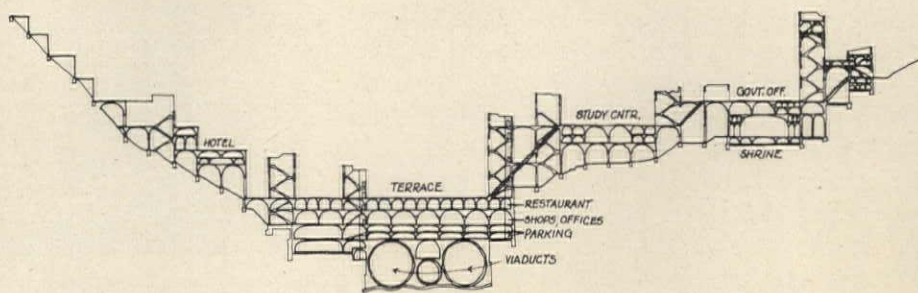 HOTEL
TERRACE
STUDY CNTR.
GOVT. OFF.
SHRINE
RESTAURANT
SHOPS, OFFICES
PARKING
VIADUCTS